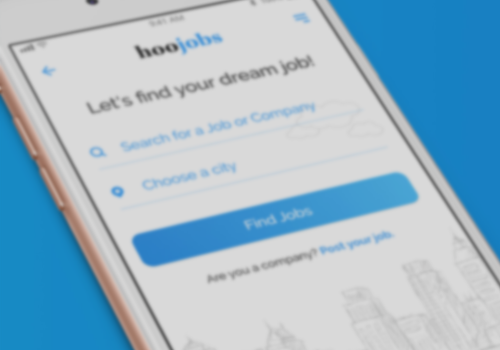 9:41 AM
hoojobs
Let's find your dream job!
Search for a Job or Company
Choose a city
Find Jobs
Are you a company? Post your job.